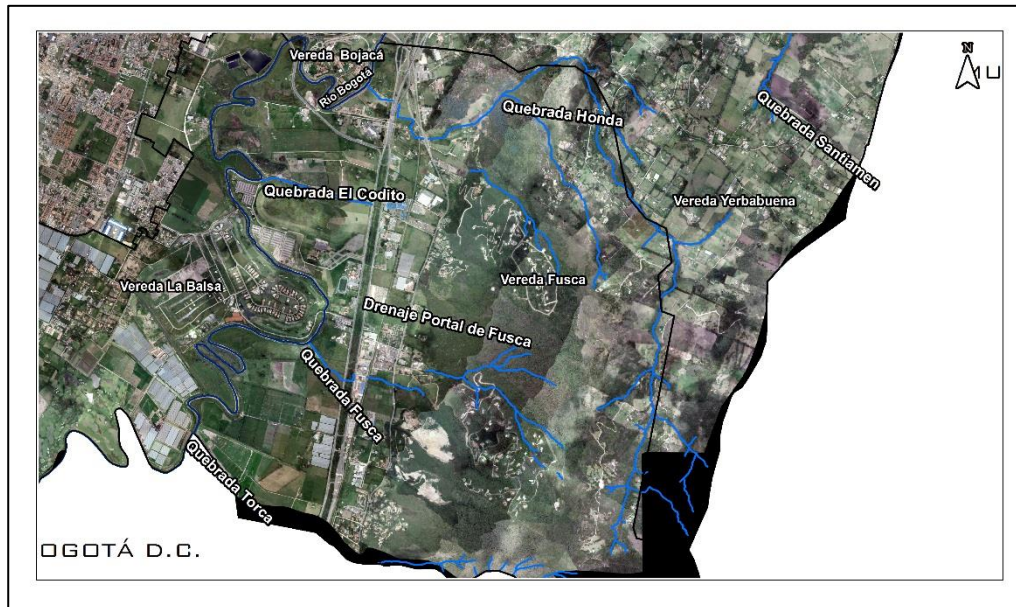 Vereda Bojacá
N
MU
Río Bogotá
Quebrada Honda
Quebrada Santiamen
Quebrada El Codito
Vereda Yerbabuena
Vereda La Balsa
Vereda Fusca
Drenaje Portal de Fusca
Quebrada Fusca
Quebrada Torca
OGOTÁ D.C.